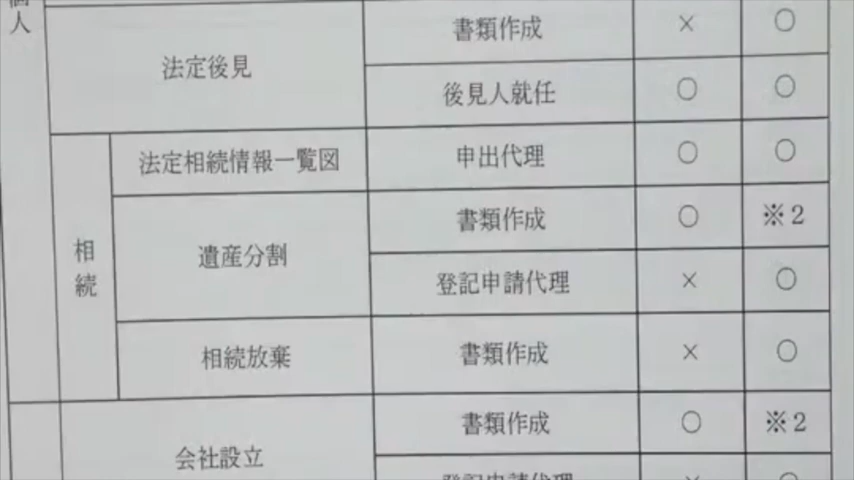 個人
書類作成 × ○
法定後見
後見人就任 ○ ○
法定相続情報一覧図 申出代理 ○ ○
相続
書類作成 ○ ※2
遺産分割
登記申請代理 × ○
相続放棄 書類作成 × ○
書類作成 ○ ※2
会社設立
登記申請代理 × ○